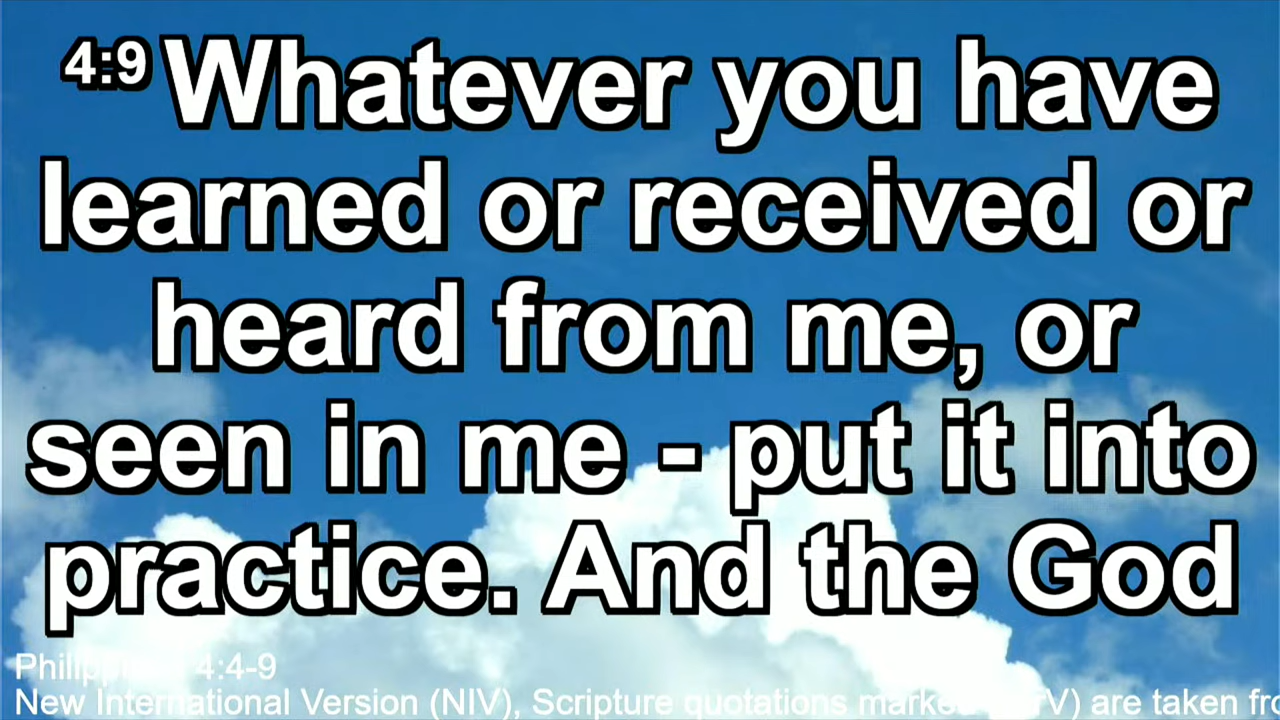 4:9 Whatever you have
learned or received or
heard from me, or
seen in me - put it into
practice. And the God
Philippians 4:4-9
New International Version (NIV), Scripture quotations marked (NIV) are taken fro